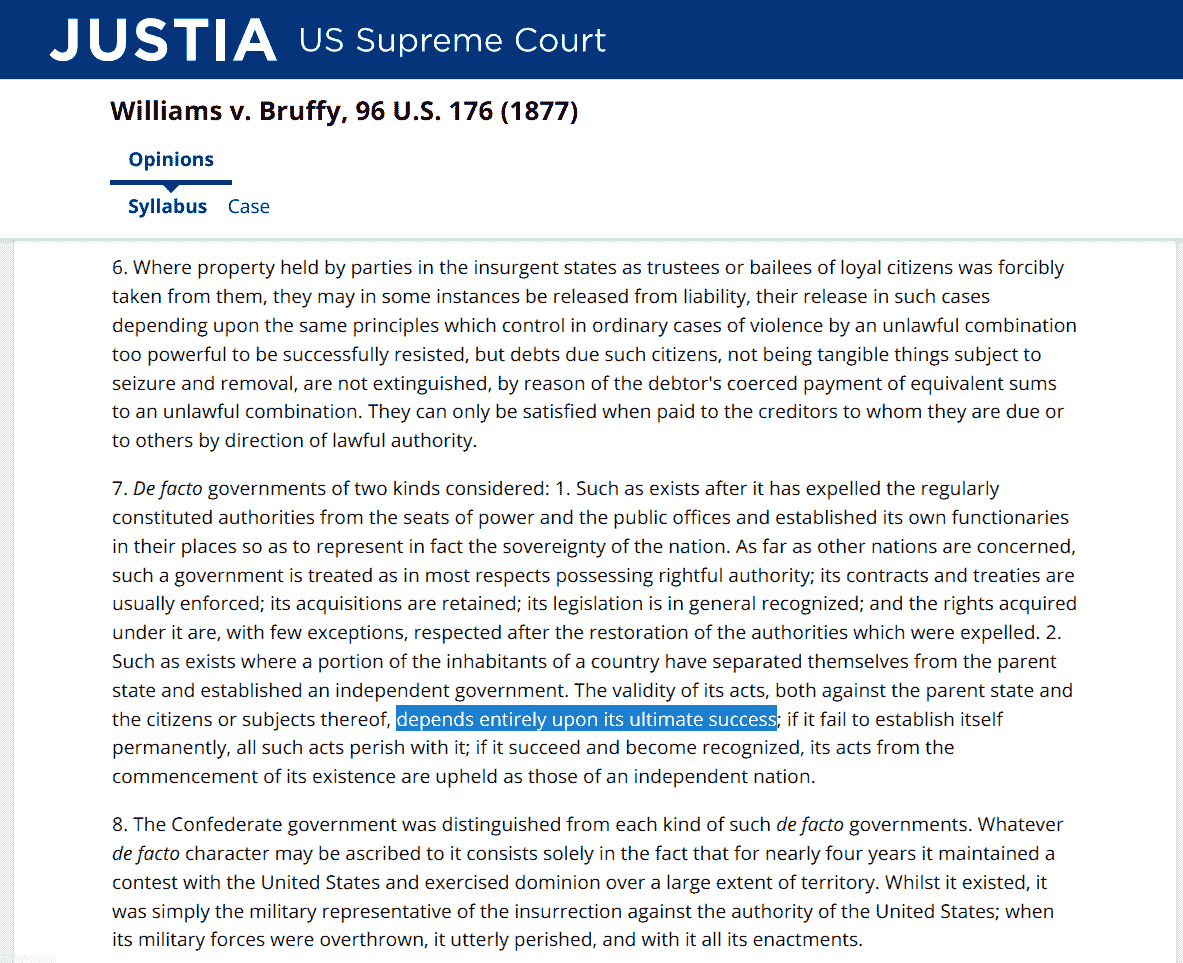 JUSTIA US Supreme Court
Williams v. Bruffy, 96 U.S. 176 (1877)
Opinions
Syllabus Case
6. Where property held by parties in the insurgent states as trustees or bailees of loyal citizens was forcibly
taken from them, they may in some instances be released from liability, their release in such cases
depending upon the same principles which control in ordinary cases of violence by an unlawful combination
too powerful to be successfully resisted, but debts due such citizens, not being tangible things subject to
seizure and removal, are not extinguished, by reason of the debtor's coerced payment of equivalent sums
to an unlawful combination. They can only be satisfied when paid to the creditors to whom they are due or
to others by direction of lawful authority.
7. De facto governments of two kinds considered: 1. Such as exists after it has expelled the regularly
constituted authorities from the seats of power and the public offices and established its own functionaries
in their places so as to represent in fact the sovereignty of the nation. As far as other nations are concerned,
such a government is treated as in most respects possessing rightful authority; its contracts and treaties are
usually enforced; its acquisitions are retained; its legislation is in general recognized; and the rights acquired
under it are, with few exceptions, respected after the restoration of the authorities which were expelled. 2.
Such as exists where a portion of the inhabitants of a country have separated themselves from the parent
state and established an independent government. The validity of its acts, both against the parent state and
the citizens or subjects thereof, depends entirely upon its ultimate success; if it fail to establish itself
permanently, all such acts perish with it; if it succeed and become recognized, its acts from the
commencement of its existence are upheld as those of an independent nation.
8. The Confederate government was distinguished from each kind of such de facto governments. Whatever
de facto character may be ascribed to it consists solely in the fact that for nearly four years it maintained a
contest with the United States and exercised dominion over a large extent of territory. Whilst it existed, it
was simply the military representative of the insurrection against the authority of the United States; when
its military forces were overthrown, it utterly perished, and with it all its enactments.